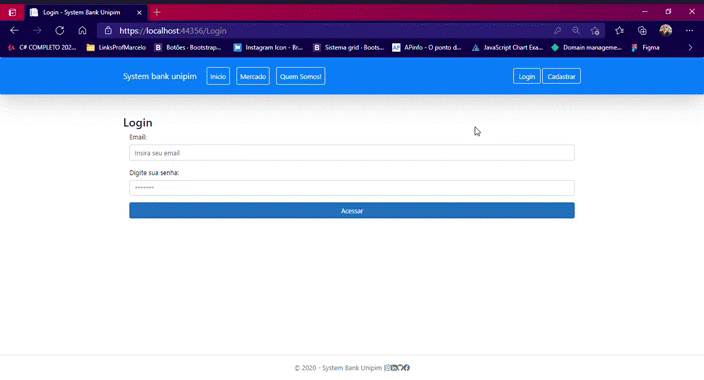 Login - System Bank Unipim
https://localhost:44356/Login
C# COMPLETO 202...
LinksProfMarcelo
Botões · Bootstrap...
Instagram Icon - Br...
Sistema grid · Boots...
APinfo - O ponto d...
JavaScript Chart Exa...
Domain manageme...
Figma
System bank unipim
Inicio
Mercado
Quem Somos!
Login
Cadastrar
Login
Email:
Insira seu email
Digite sua senha:
*******
Acessar
© 2020 - System Bank Unipim |